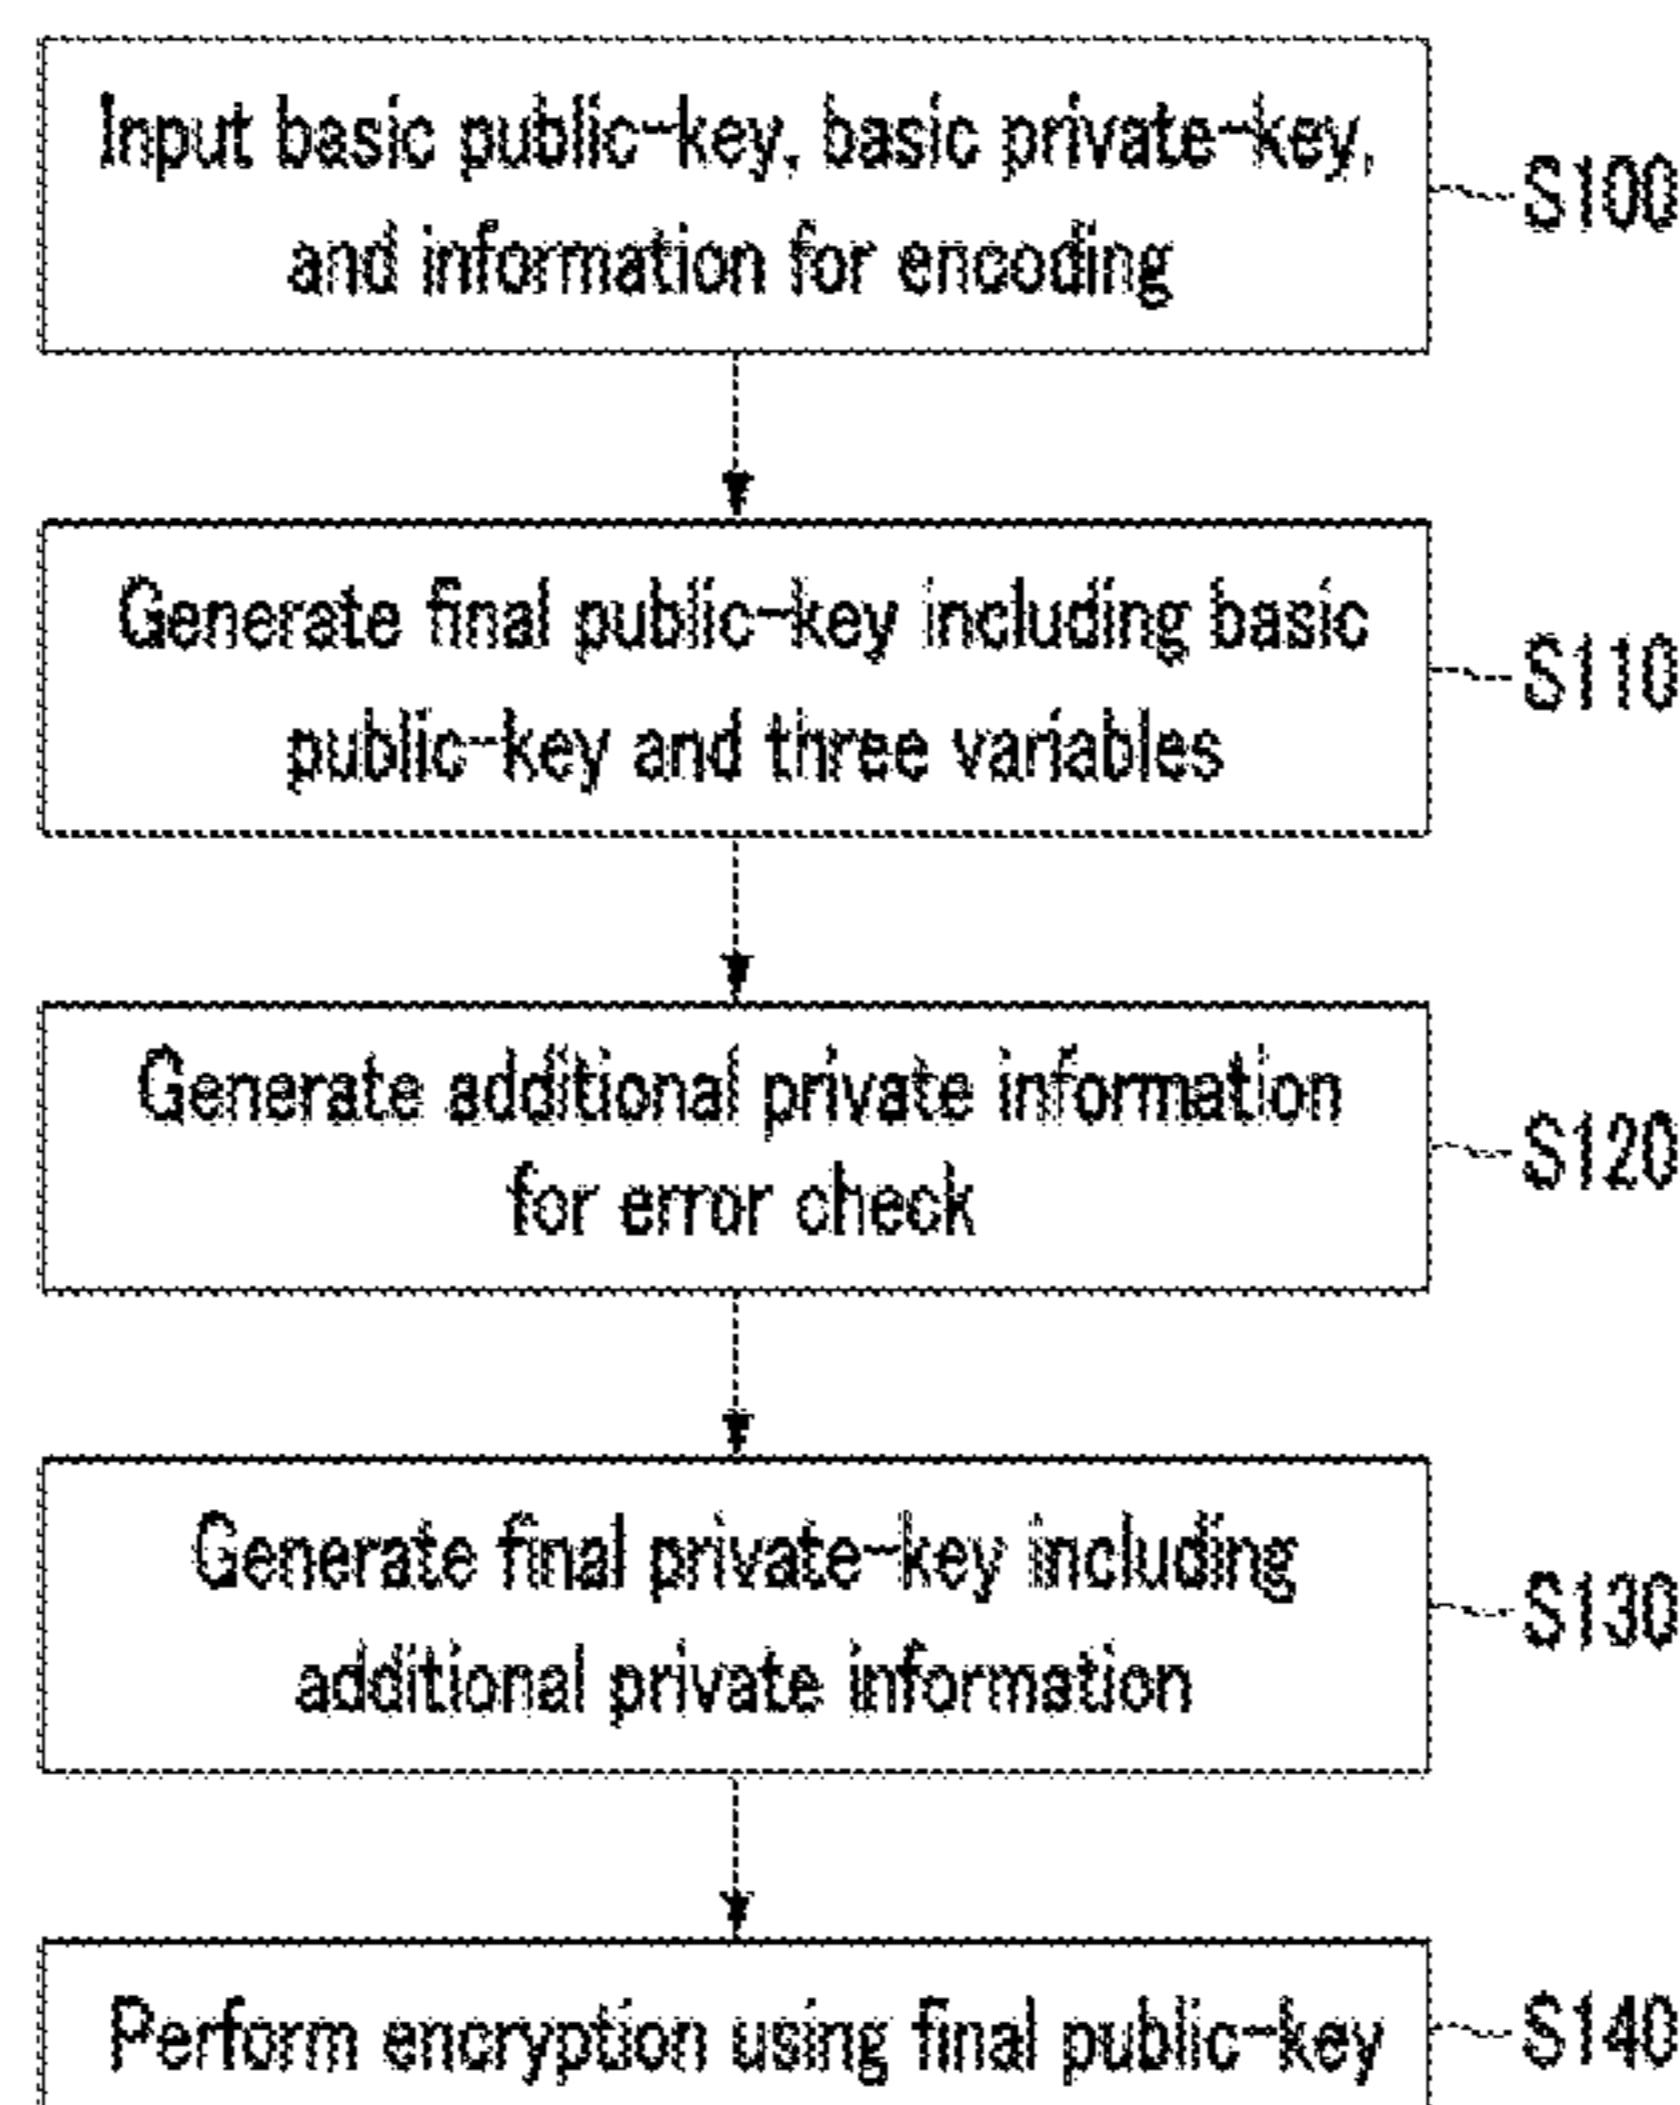 Input basic public-key, basic private-key,
and information for encoding
S100
Generate final public-key including basic
public-key and three variables
S110
Generate additional private information
for error check
S120
Generate final private-key including
additional private information
S130
Perform encryption using final public-key
S140